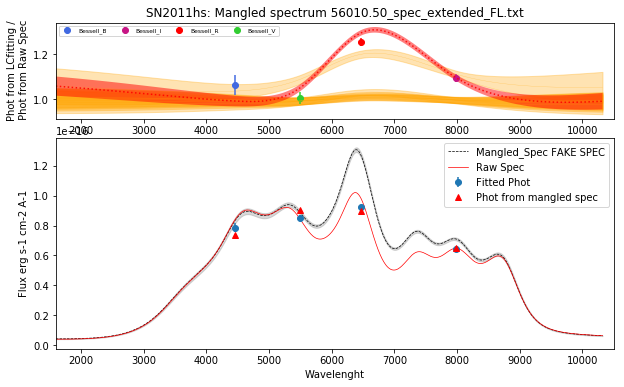 SN2011hs: Mangled spectrum 56010.50_spec_extended_FL.txt
Phot from LCfitting /
Phot from Raw Spec
Bessell_B Bessell_I Bessell_R Bessell_V
1.2
1.0
2000 3000 4000 5000 6000 7000 8000 9000 10000
1e−16
Flux erg s-1 cm-2 A-1
Mangled_Spec FAKE SPEC
Raw Spec
Fitted Phot
Phot from mangled spec
1.2
1.0
0.8
0.6
0.4
0.2
0.0
2000 3000 4000 5000 6000 7000 8000 9000 10000
Wavelenght